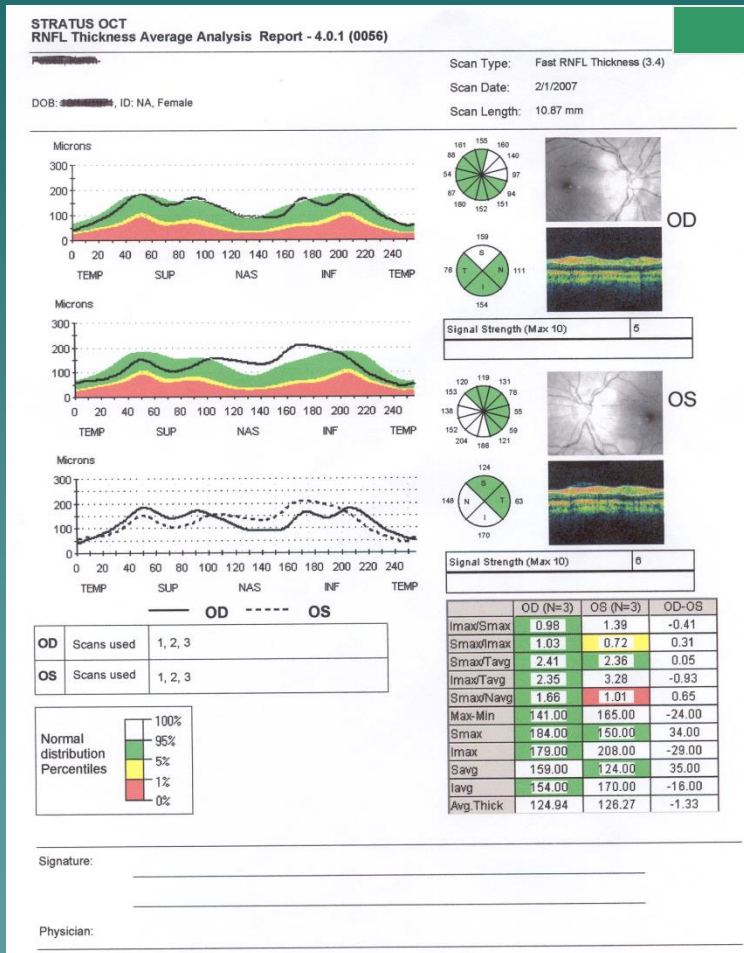 STRATUS OCT
RNFL Thickness Average Analysis Report - 4.0.1 (0056)
DOB: , ID: NA, Female
Scan Type: Fast RNFL Thickness (3.4)
Scan Date: 2/1/2007
Scan Length: 10.87 mm
Microns
300
200
100
0
0 20 40 60 80 100 120 140 160 180 200 220 240
TEMP SUP NAS INF TEMP
161 155 160
88 140
54 97
87 94
180 152 151
OD
159
S
76 T N 111
I
154
Signal Strength (Max 10) 5
Microns
300
200
100
0
0 20 40 60 80 100 120 140 160 180 200 220 240
TEMP SUP NAS INF TEMP
120 119 131
153 76
138 55
152 59
204 186 121
OS
124
S
148 N T 63
I
170
Signal Strength (Max 10) 6
Microns
300
200
100
0
0 20 40 60 80 100 120 140 160 180 200 220 240
TEMP SUP NAS INF TEMP
OD OS
OD Scans used 1, 2, 3
OS Scans used 1, 2, 3
Normal distribution Percentiles
100%
95%
5%
1%
0%
OD (N=3) OS (N=3) OD-OS
Imax/Smax 0.98 1.39 -0.41
Smax/Imax 1.03 0.72 0.31
Smax/Tavg 2.41 2.36 0.05
Imax/Tavg 2.35 3.28 -0.93
Smax/Navg 1.66 1.01 0.65
Max-Min 141.00 165.00 -24.00
Smax 184.00 150.00 34.00
Imax 179.00 208.00 -29.00
Savg 159.00 124.00 35.00
Iavg 154.00 170.00 -16.00
Avg.Thick 124.94 126.27 -1.33
Signature:
Physician: